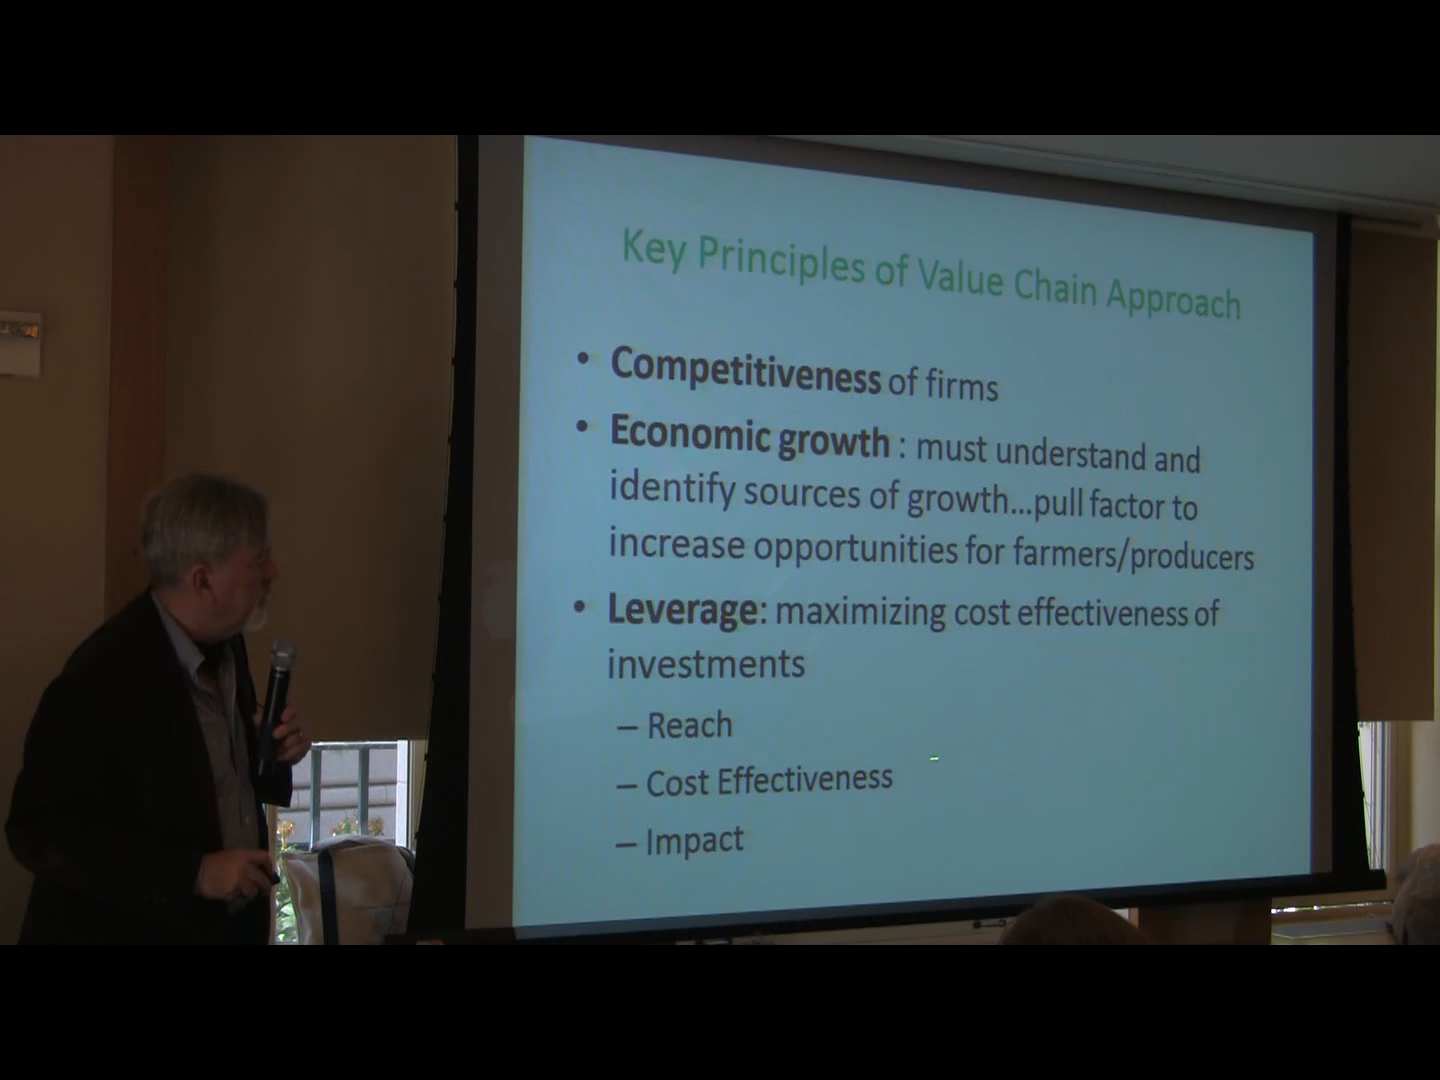 Key Principles of Value Chain Approach
• Competitiveness of firms
• Economic growth : must understand and
identify sources of growth...pull factor to
increase opportunities for farmers/producers
• Leverage: maximizing cost effectiveness of
investments
– Reach
– Cost Effectiveness
– Impact